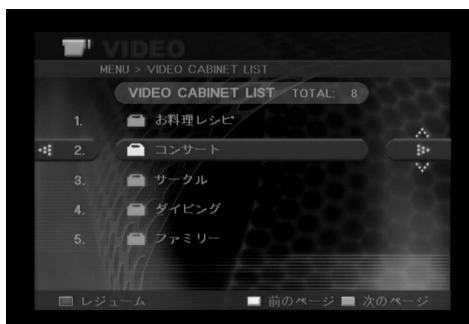 VIDEO
MENU > VIDEO CABINET LIST
VIDEO CABINET LIST TOTAL: 8
1. お料理レシピ
2. コンサート
3. サークル
4. ダイビング
5. ファミリー
レジューム 前のページ 次のページ